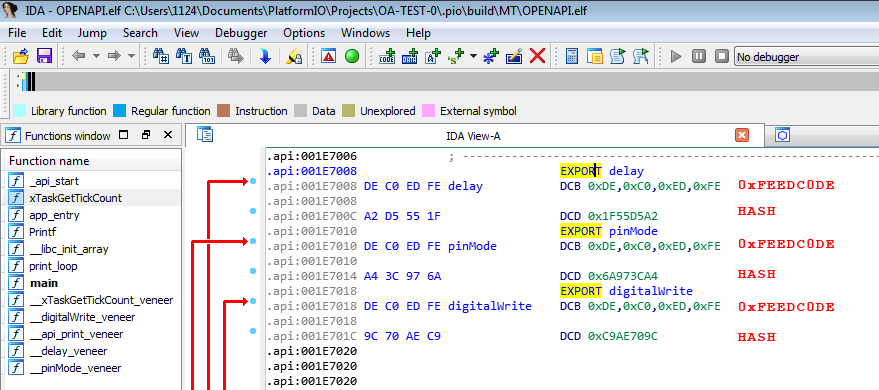 IDA - OPENAPI.elf C:\Users\1124\Documents\PlatformIO\Projects\OA-TEST-0\.pio\build\MT\OPENAPI.elf
File Edit Jump Search View Debugger Options Windows Help
No debugger
Library function Regular function Instruction Data Unexplored External symbol
Functions window
IDA View-A
Function name
_api_start
xTaskGetTickCount
app_entry
Printf
__libc_init_array
print_loop
main
__xTaskGetTickCount_veneer
__digitalWrite_veneer
__api_print_veneer
__delay_veneer
__pinMode_veneer
.api:001E7006 ; ---------------------------------------------------------------------------
.api:001E7008 EXPORT delay
.api:001E7008 DE C0 ED FE delay DCB 0xDE,0xC0,0xED,0xFE 0xFEEDC0DE
.api:001E7008
.api:001E700C A2 D5 55 1F DCD 0x1F55D5A2 HASH
.api:001E7010 EXPORT pinMode
.api:001E7010 DE C0 ED FE pinMode DCB 0xDE,0xC0,0xED,0xFE 0xFEEDC0DE
.api:001E7010
.api:001E7014 A4 3C 97 6A DCD 0x6A973CA4 HASH
.api:001E7018 EXPORT digitalWrite
.api:001E7018 DE C0 ED FE digitalWrite DCB 0xDE,0xC0,0xED,0xFE 0xFEEDC0DE
.api:001E7018
.api:001E701C 9C 70 AE C9 DCD 0xC9AE709C HASH
.api:001E7020
.api:001E7020
.api:001E7020